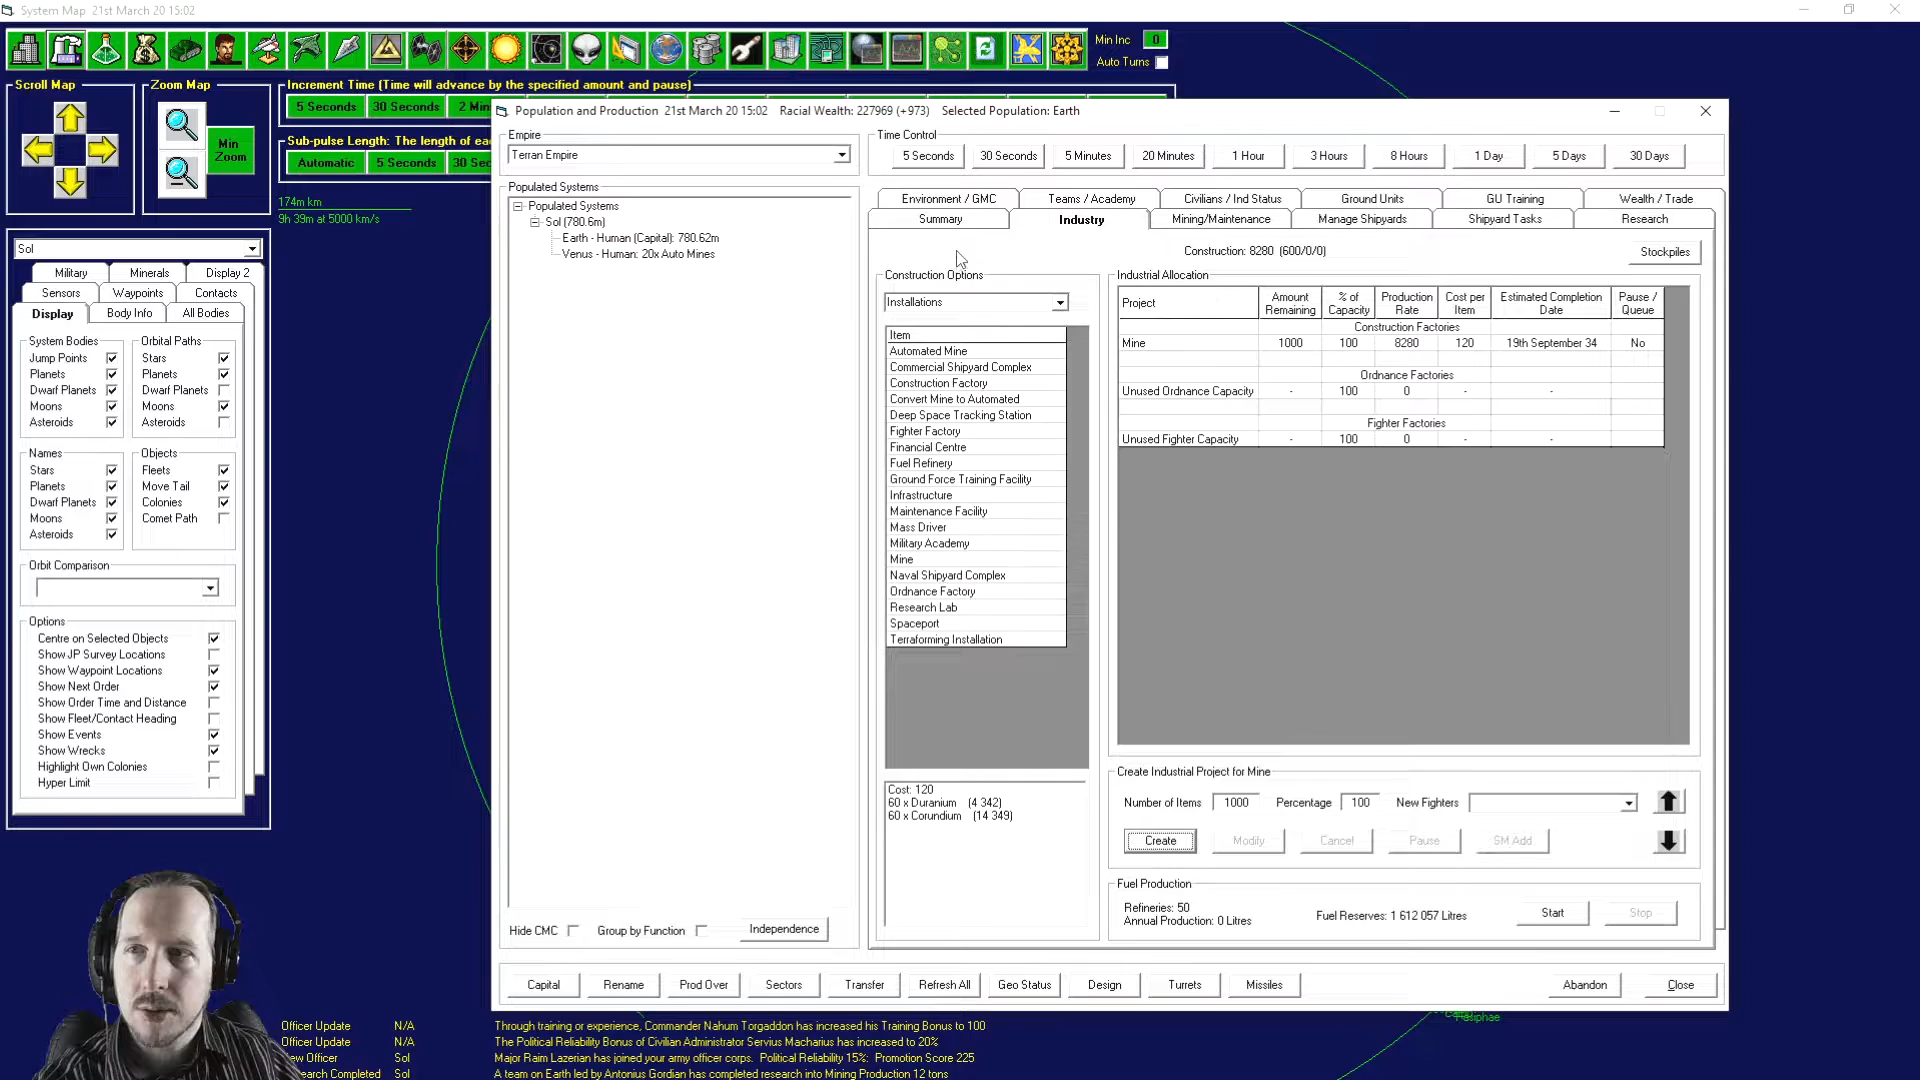 System Map  21st March 20 15:02
Min Inc  0
Auto Turns
Scroll Map
Zoom Map
Min Zoom
Increment Time (Time will advance by the specified amount and pause)
5 Seconds  30 Seconds  2 Min
Sub-pulse Length: The length of eac
Automatic  5 Seconds  30 Sec
174m km
9h 39m at 5000 km/s
Sol
Military  Minerals  Display 2
Sensors  Waypoints  Contacts
Display  Body Info  All Bodies
System Bodies
Jump Points
Planets
Dwarf Planets
Moons
Asteroids
Orbital Paths
Stars
Planets
Dwarf Planets
Moons
Asteroids
Names
Stars
Planets
Dwarf Planets
Moons
Asteroids
Objects
Fleets
Move Tail
Colonies
Comet Path
Orbit Comparison
Options
Centre on Selected Objects
Show JP Survey Locations
Show Waypoint Locations
Show Next Order
Show Order Time and Distance
Show Fleet/Contact Heading
Show Events
Show Wrecks
Highlight Own Colonies
Hyper Limit
Population and Production  21st March 20 15:02  Racial Wealth: 227969 (+973)  Selected Population: Earth
Empire
Terran Empire
Populated Systems
Populated Systems
Sol (780.6m)
Earth - Human (Capital): 780.62m
Venus - Human: 20x Auto Mines
Hide CMC  Group by Function  Independence
Time Control
5 Seconds  30 Seconds  5 Minutes  20 Minutes  1 Hour  3 Hours  8 Hours  1 Day  5 Days  30 Days
Environment / GMC  Teams / Academy  Civilians / Ind Status  Ground Units  GU Training  Wealth / Trade
Summary  Industry  Mining/Maintenance  Manage Shipyards  Shipyard Tasks  Research
Construction: 8280  (600/0/0)
Stockpiles
Construction Options
Installations
Item
Automated Mine
Commercial Shipyard Complex
Construction Factory
Convert Mine to Automated
Deep Space Tracking Station
Fighter Factory
Financial Centre
Fuel Refinery
Ground Force Training Facility
Infrastructure
Maintenance Facility
Mass Driver
Military Academy
Mine
Naval Shipyard Complex
Ordnance Factory
Research Lab
Spaceport
Terraforming Installation
Cost: 120
60 x Duranium  (4 342)
60 x Corundium  (14 349)
Industrial Allocation
Project  Amount Remaining  % of Capacity  Production Rate  Cost per Item  Estimated Completion Date  Pause / Queue
Construction Factories
Mine  1000  100  8280  120  19th September 34  No
Ordnance Factories
Unused Ordnance Capacity  -  100  0  -  -
Fighter Factories
Unused Fighter Capacity  -  100  0  -  -
Create Industrial Project for Mine
Number of Items  1000  Percentage  100  New Fighters
Create  Modify  Cancel  Pause  SM Add
Fuel Production
Refineries: 50
Annual Production: 0 Litres
Fuel Reserves: 1 612 057 Litres
Start  Stop
Capital  Rename  Prod Over  Sectors  Transfer  Refresh All  Geo Status  Design  Turrets  Missiles  Abandon  Close
Officer Update  N/A  Through training or experience, Commander Nahum Torgaddon has increased his Training Bonus to 100
Officer Update  N/A  The Political Reliability Bonus of Civilian Administrator Servius Macharius has increased to 20%
ew Officer  Sol  Major Raim Lazerian has joined your army officer corps.  Political Reliability 15%:  Promotion Score 225
earch Completed  Sol  A team on Earth led by Antonius Gordian has completed research into Mining Production 12 tons